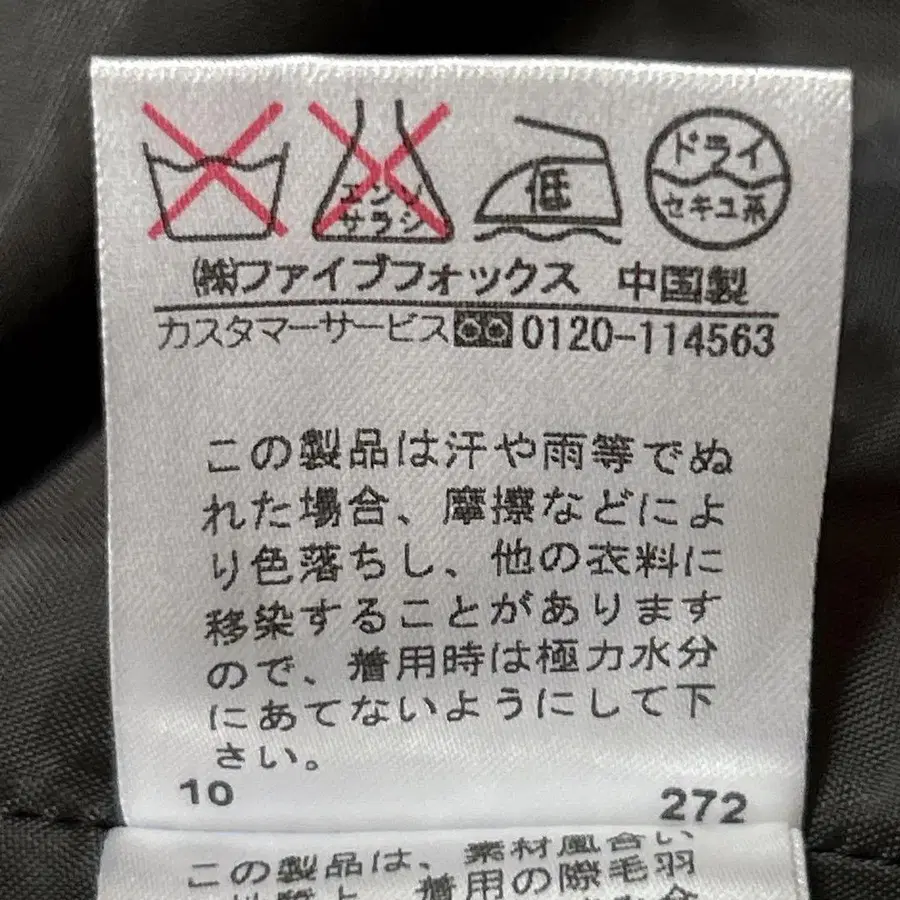 エンソ
サラシ
低
ドライ
セキユ系
㈱ファイブフォックス 中国製
カスタマーサービス 0120-114563
この製品は汗や雨等でぬ
れた場合、摩擦などによ
り色落ちし、他の衣料に
移染することがあります
ので、着用時は極力水分
にあてないようにして下
さい。
10 272
この製品は、素材風合い
着用の際毛羽